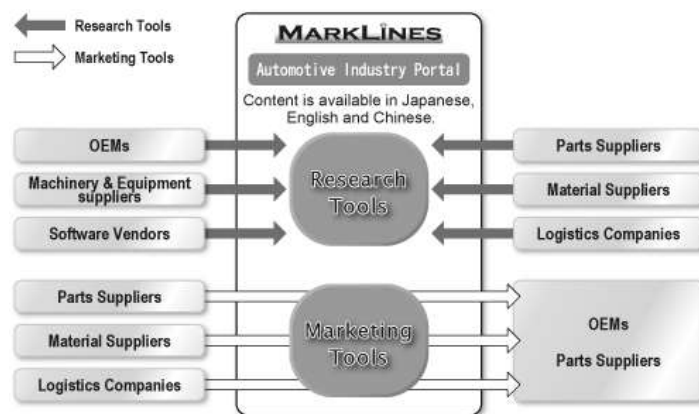 Research Tools
Marketing Tools
MARKLINES
Automotive Industry Portal
Content is available in Japanese,
English and Chinese.
OEMs
Machinery & Equipment
suppliers
Software Vendors
Research
Tools
Parts Suppliers
Material Suppliers
Logistics Companies
Parts Suppliers
Material Suppliers
Logistics Companies
Marketing
Tools
OEMs
Parts Suppliers